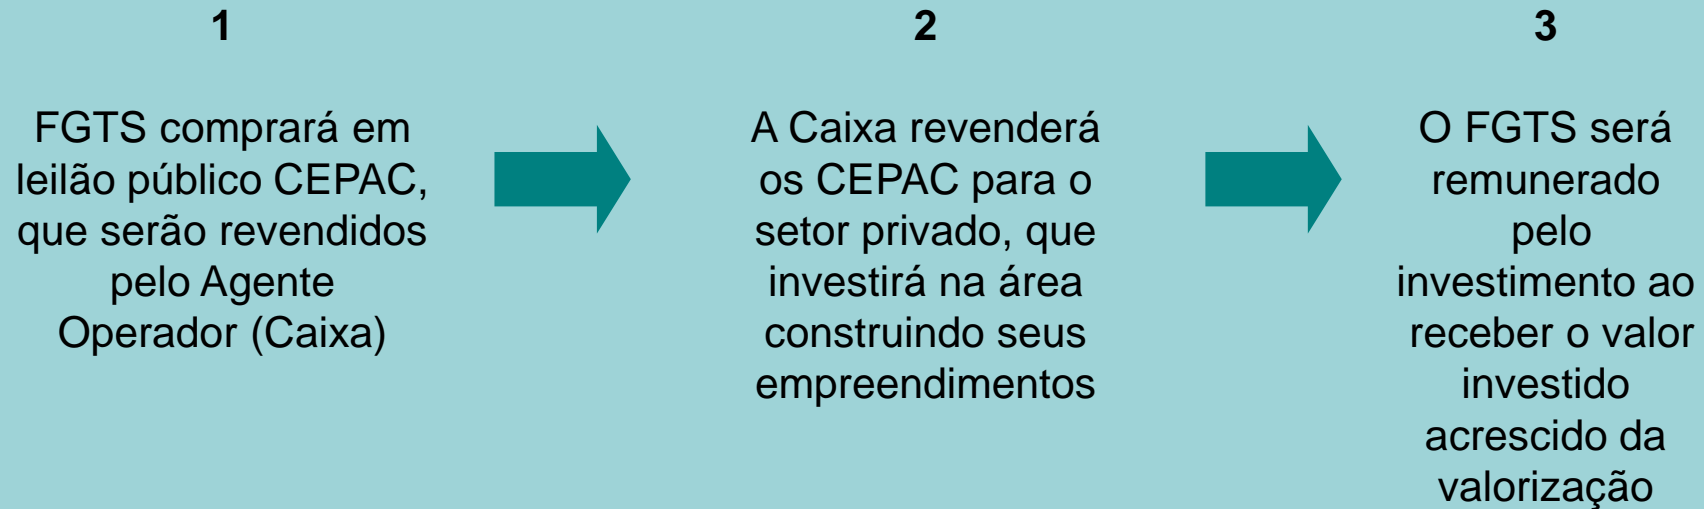 1
FGTS comprará em
leilão público CEPAC,
que serão revendidos
pelo Agente
Operador (Caixa)
2
A Caixa revenderá
os CEPAC para o
setor privado, que
investirá na área
construindo seus
empreendimentos
3
O FGTS será
remunerado
pelo
investimento ao
receber o valor
investido
acrescido da
valorização